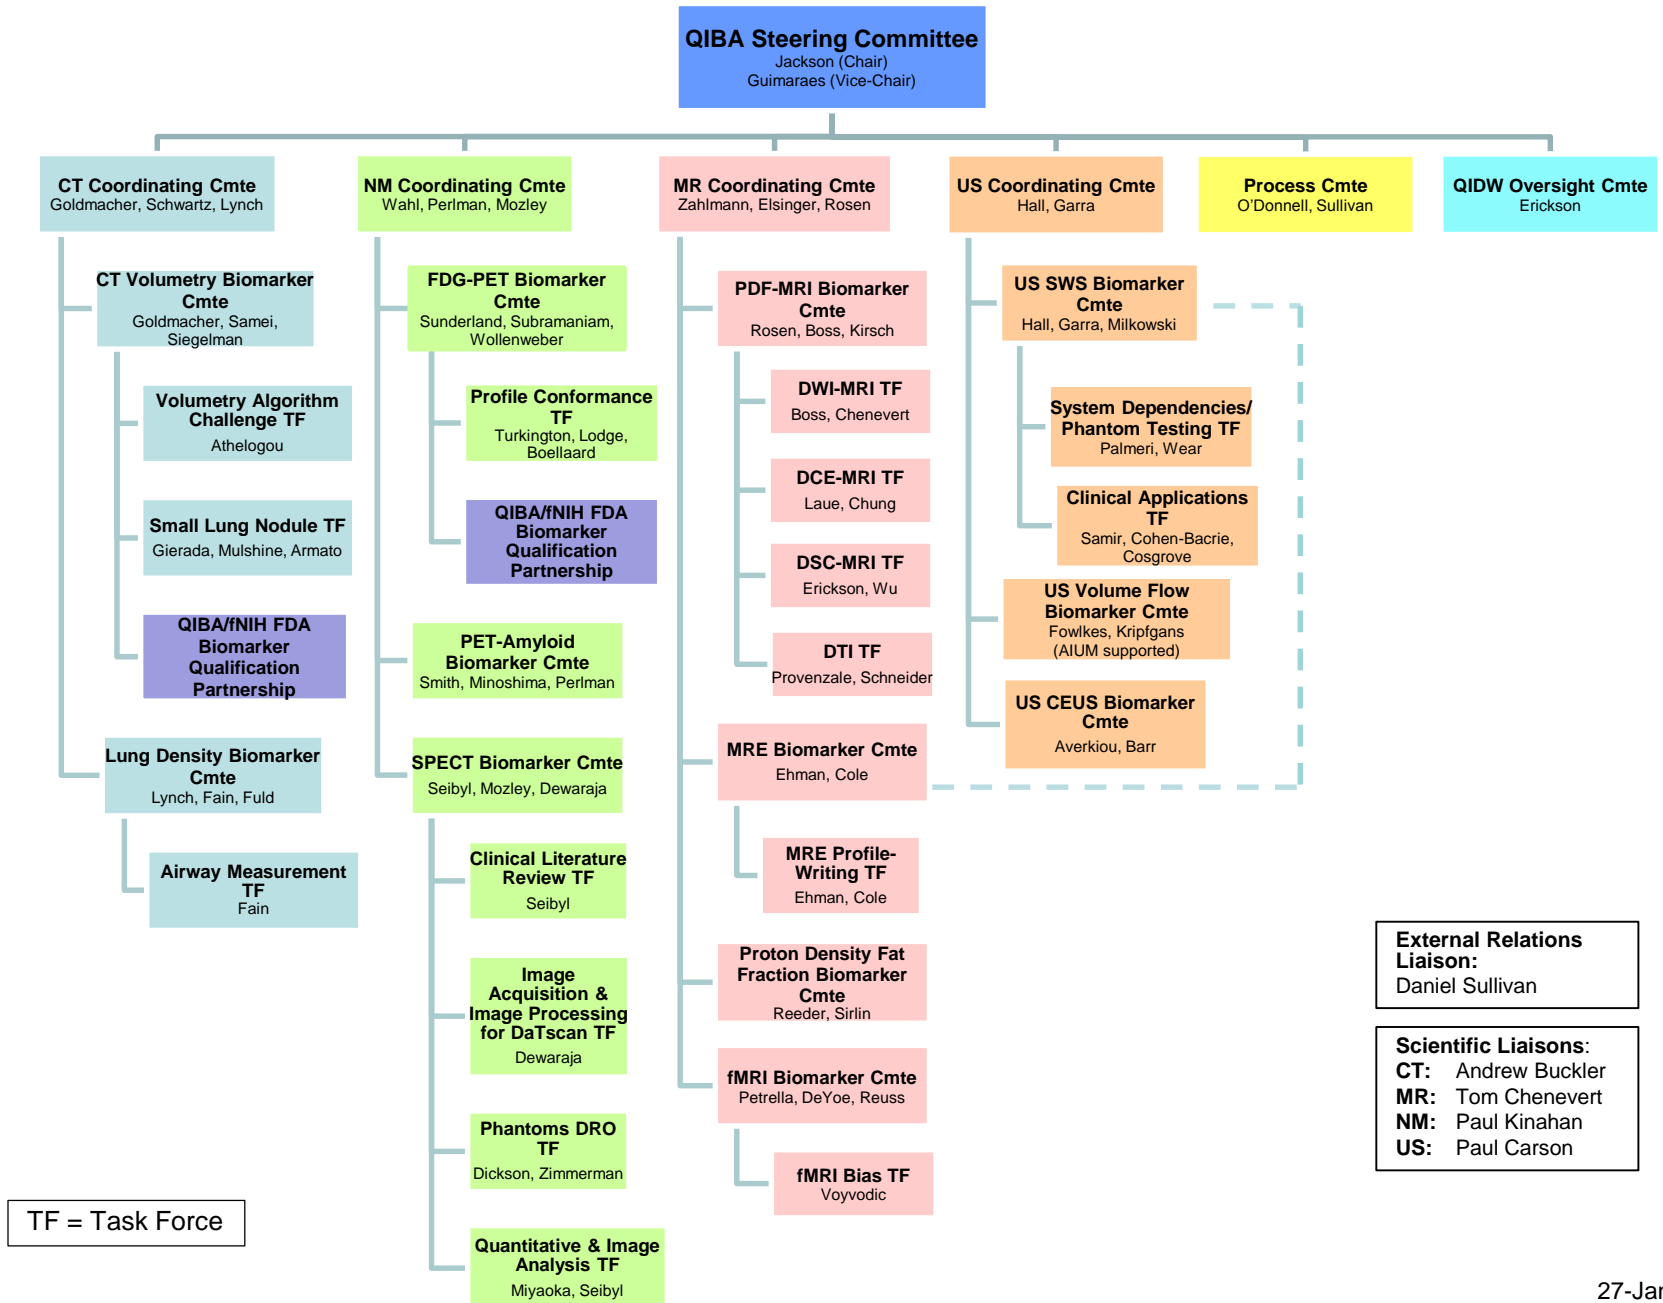 QIBA Steering Committee
Jackson (Chair)
Guimaraes (Vice-Chair)
CT Coordinating Cmte
Goldmacher, Schwartz, Lynch
NM Coordinating Cmte
Wahl, Perlman, Mozley
MR Coordinating Cmte
Zahlmann, Elsinger, Rosen
US Coordinating Cmte
Hall, Garra
Process Cmte
O'Donnell, Sullivan
QIDW Oversight Cmte
Erickson
CT Volumetry Biomarker
Cmte
Goldmacher, Samei,
Siegelman
Volumetry Algorithm
Challenge TF
Athelogou
Small Lung Nodule TF
Gierada, Mulshine, Armato
QIBA/fNIH FDA
Biomarker
Qualification
Partnership
Lung Density Biomarker
Cmte
Lynch, Fain, Fuld
Airway Measurement
TF
Fain
FDG-PET Biomarker
Cmte
Sunderland, Subramaniam,
Wollenweber
Profile Conformance
TF
Turkington, Lodge,
Boellaard
QIBA/fNIH FDA
Biomarker
Qualification
Partnership
PET-Amyloid
Biomarker Cmte
Smith, Minoshima, Perlman
SPECT Biomarker Cmte
Seibyl, Mozley, Dewaraja
Clinical Literature
Review TF
Seibyl
Image
Acquisition &
Image Processing
for DaTscan TF
Dewaraja
Phantoms DRO
TF
Dickson, Zimmerman
Quantitative & Image
Analysis TF
Miyaoka, Seibyl
PDF-MRI Biomarker
Cmte
Rosen, Boss, Kirsch
DWI-MRI TF
Boss, Chenevert
DCE-MRI TF
Laue, Chung
DSC-MRI TF
Erickson, Wu
DTI TF
Provenzale, Schneider
MRE Biomarker Cmte
Ehman, Cole
MRE Profile-
Writing TF
Ehman, Cole
Proton Density Fat
Fraction Biomarker
Cmte
Reeder, Sirlin
fMRI Biomarker Cmte
Petrella, DeYoe, Reuss
fMRI Bias TF
Voyvodic
US SWS Biomarker
Cmte
Hall, Garra, Milkowski
System Dependencies/
Phantom Testing TF
Palmeri, Wear
Clinical Applications
TF
Samir, Cohen-Bacrie,
Cosgrove
US Volume Flow
Biomarker Cmte
Fowlkes, Kripfgans
(AIUM supported)
US CEUS Biomarker
Cmte
Averkiou, Barr
External Relations
Liaison:
Daniel Sullivan
Scientific Liaisons:
CT: Andrew Buckler
MR: Tom Chenevert
NM: Paul Kinahan
US: Paul Carson
TF = Task Force
27-Jan